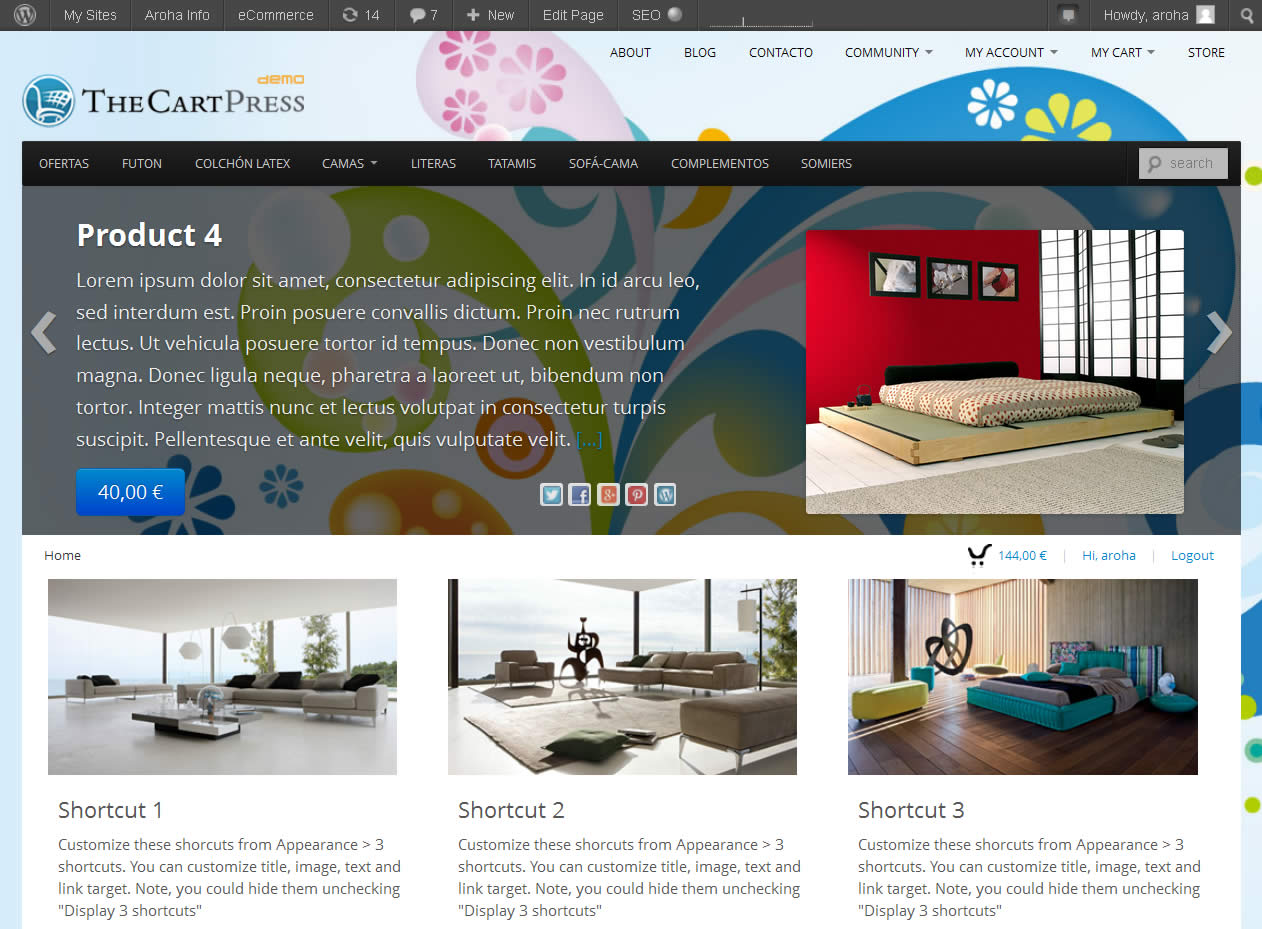 My Sites Aroha Info eCommerce 14 7 New Edit Page SEO Howdy, aroha
ABOUT BLOG CONTACTO COMMUNITY MY ACCOUNT MY CART STORE
demo
THECARTPRESS
OFERTAS FUTON COLCHÓN LATEX CAMAS LITERAS TATAMIS SOFÁ-CAMA COMPLEMENTOS SOMIERS search
Product 4
Lorem ipsum dolor sit amet, consectetur adipiscing elit. In id arcu leo,
sed interdum est. Proin posuere convallis dictum. Proin nec rutrum
lectus. Ut vehicula posuere tortor id tempus. Donec non vestibulum
magna. Donec ligula neque, pharetra a laoreet ut, bibendum non
tortor. Integer mattis nunc et lectus volutpat in consectetur turpis
suscipit. Pellentesque et ante velit, quis vulputate velit. [...]
40,00 €
Home 144,00 € | Hi, aroha | Logout
Shortcut 1
Customize these shorcuts from Appearance > 3
shortcuts. You can customize title, image, text and
link target. Note, you could hide them unchecking
"Display 3 shortcuts"
Shortcut 2
Customize these shorcuts from Appearance > 3
shortcuts. You can customize title, image, text and
link target. Note, you could hide them unchecking
"Display 3 shortcuts"
Shortcut 3
Customize these shorcuts from Appearance > 3
shortcuts. You can customize title, image, text and
link target. Note, you could hide them unchecking
"Display 3 shortcuts"